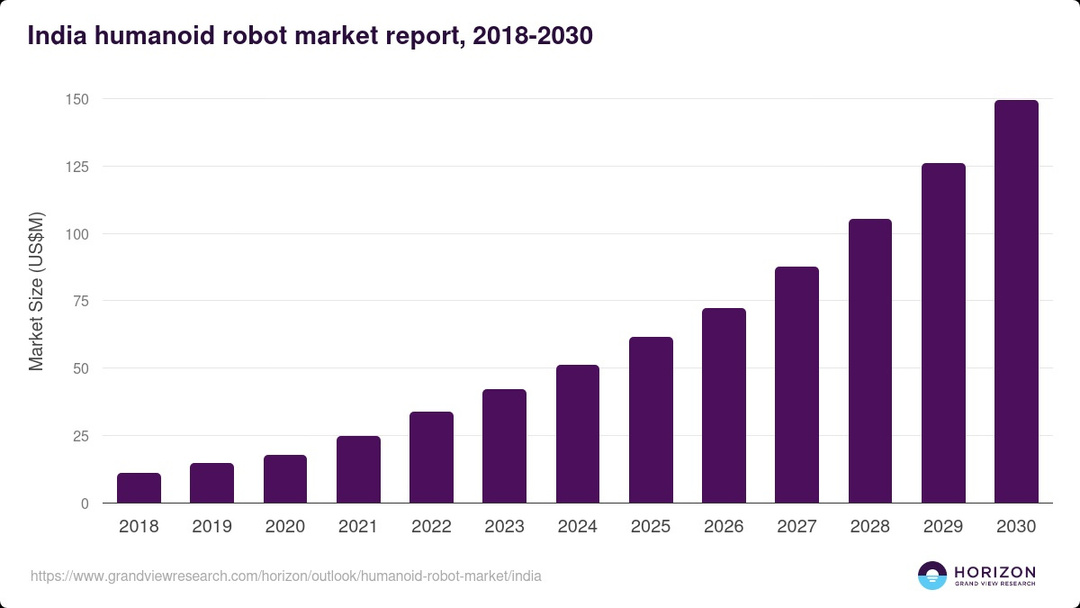 India humanoid robot market report, 2018-2030
Market Size (US$M)
150
125
100
75
50
25
0
2018 2019 2020 2021 2022 2023 2024 2025 2026 2027 2028 2029 2030
https://www.grandviewresearch.com/horizon/outlook/humanoid-robot-market/india
HORIZON
GRAND VIEW RESEARCH